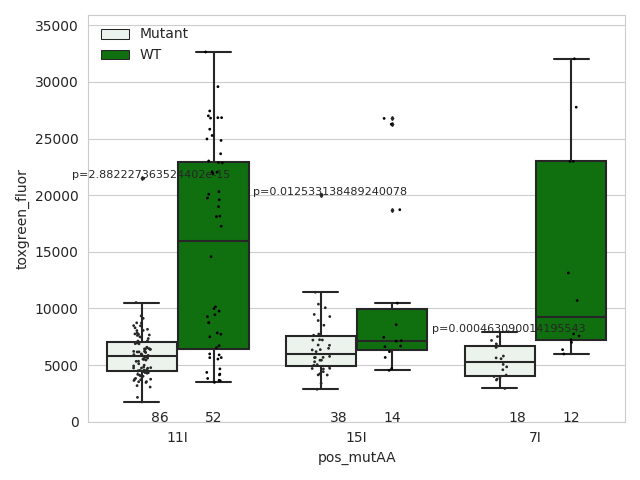 35000
30000
25000
20000
15000
10000
5000
0
toxgreen_fluor
Mutant
WT
p=2.882227363524402e-15
p=0.012533138489240078
p=0.000463090014195543
86 52 38 14 18 12
11I 15I 7I
pos_mutAA